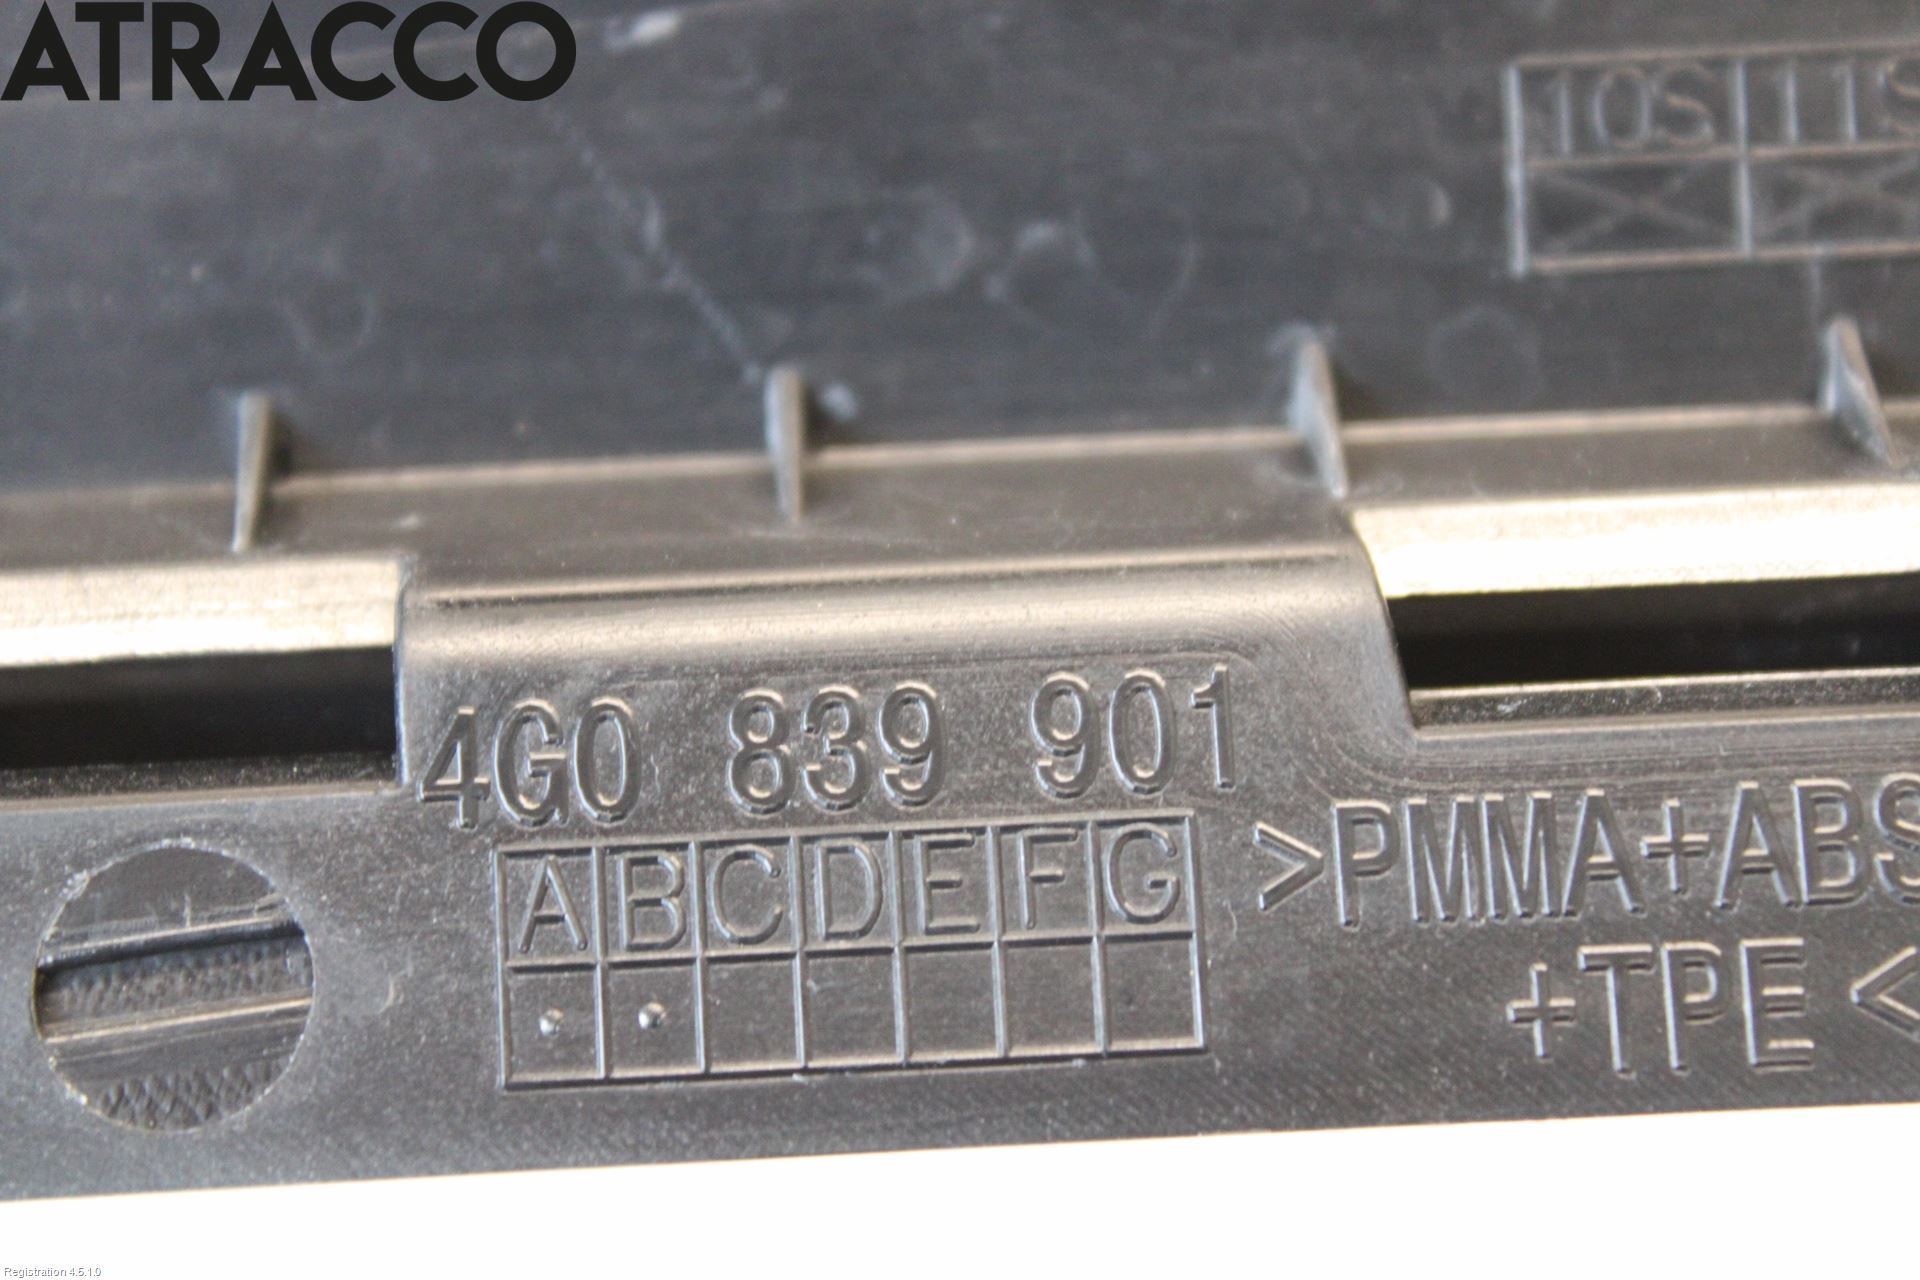 ATRACCO
10S 11S
4G0 839 901
A B C D E F G
>PMMA+ABS
+TPE<
Registration 4.5.1.0